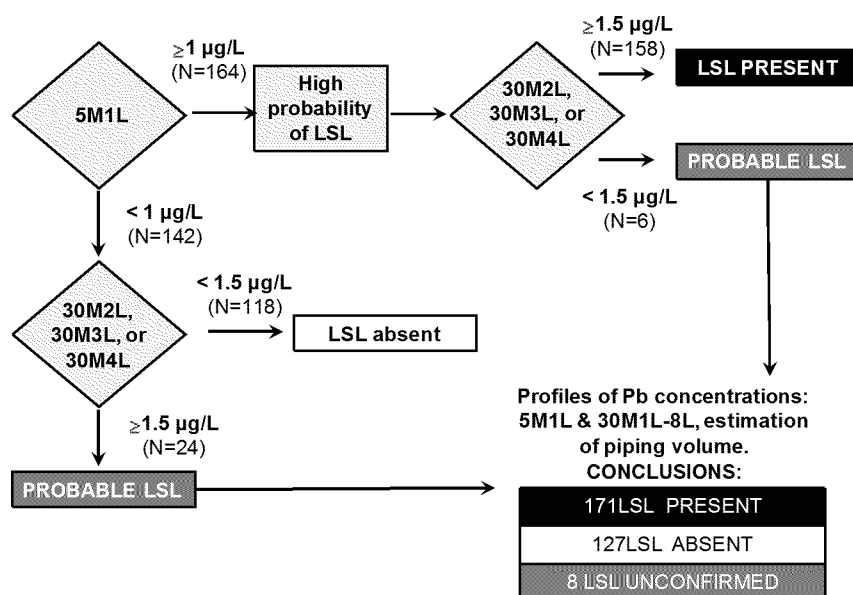 ≥1 µg/L
(N=164)
5M1L
High
probability
of LSL
30M2L,
30M3L, or
30M4L
≥1.5 µg/L
(N=158)
LSL PRESENT
PROBABLE LSL
< 1.5 µg/L
(N=6)
< 1 µg/L
(N=142)
30M2L,
30M3L, or
30M4L
< 1.5 µg/L
(N=118)
LSL absent
≥1.5 µg/L
(N=24)
PROBABLE LSL
Profiles of Pb concentrations:
5M1L & 30M1L-8L, estimation
of piping volume.
CONCLUSIONS:
171LSL PRESENT
127LSL ABSENT
8 LSL UNCONFIRMED